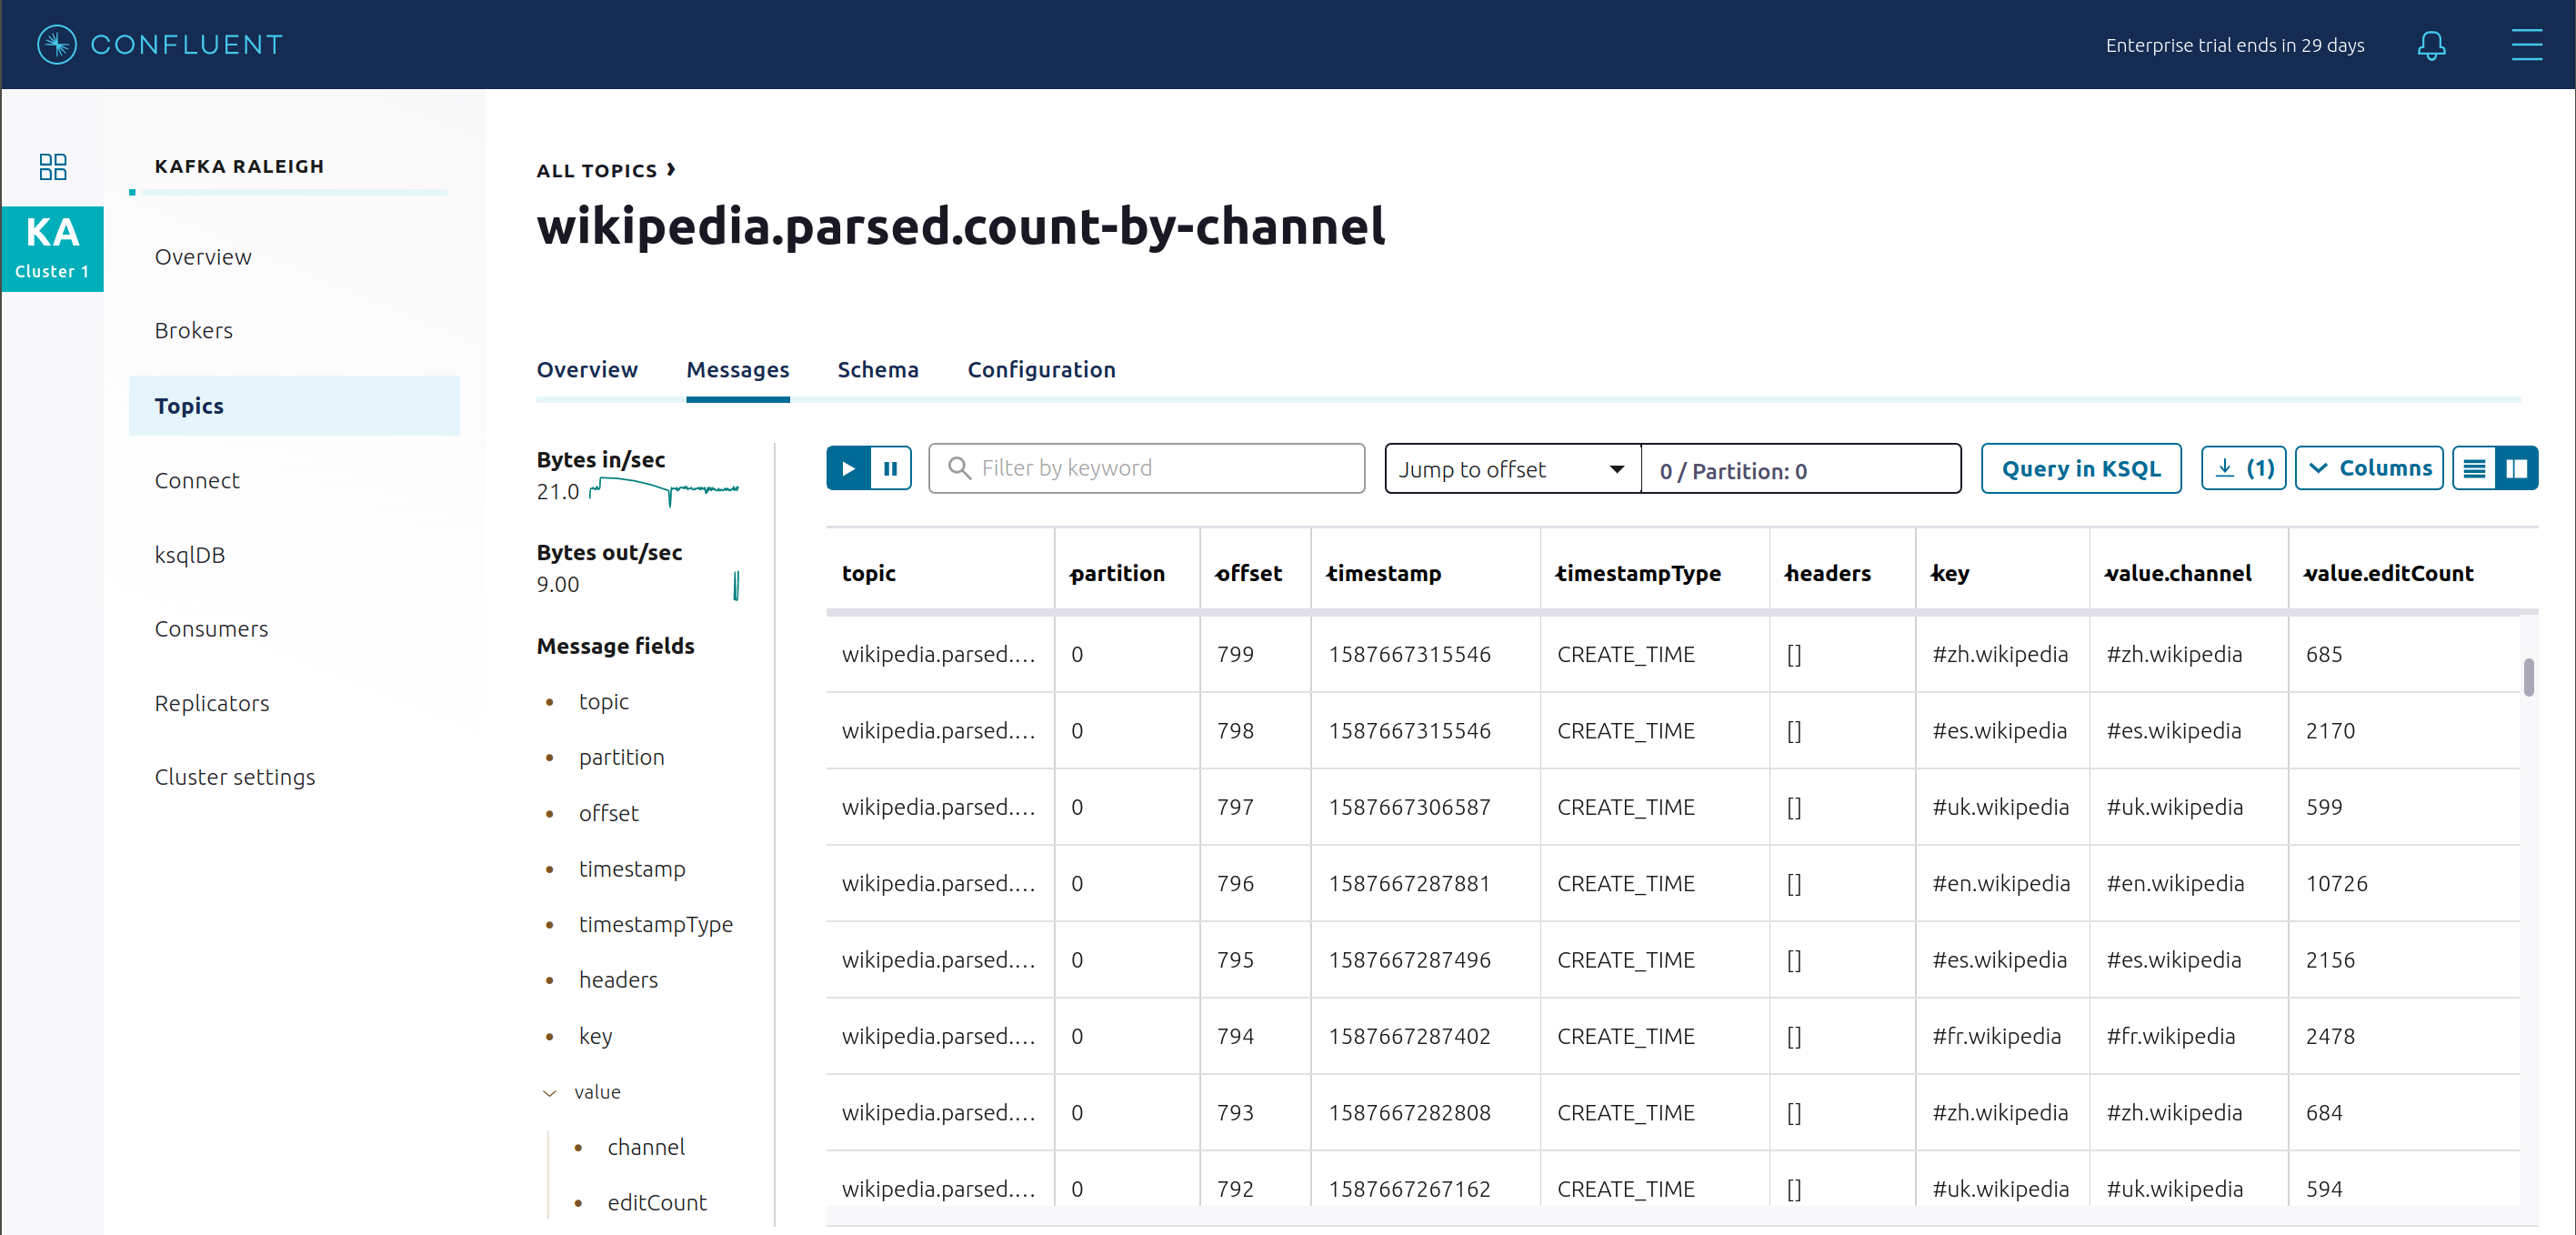 CONFLUENT
Enterprise trial ends in 29 days
KA
Cluster 1
KAFKA RALEIGH
Overview
Brokers
Topics
Connect
ksqlDB
Consumers
Replicators
Cluster settings
ALL TOPICS ›
wikipedia.parsed.count-by-channel
Overview Messages Schema Configuration
Bytes in/sec
21.0
Bytes out/sec
9.00
Message fields
topic
partition
offset
timestamp
timestampType
headers
key
value
channel
editCount
Filter by keyword Jump to offset 0 / Partition: 0 Query in KSQL (1) Columns
topic partition offset timestamp timestampType headers key value.channel value.editCount
wikipedia.parsed.... 0 799 1587667315546 CREATE_TIME [] #zh.wikipedia #zh.wikipedia 685
wikipedia.parsed.... 0 798 1587667315546 CREATE_TIME [] #es.wikipedia #es.wikipedia 2170
wikipedia.parsed.... 0 797 1587667306587 CREATE_TIME [] #uk.wikipedia #uk.wikipedia 599
wikipedia.parsed.... 0 796 1587667287881 CREATE_TIME [] #en.wikipedia #en.wikipedia 10726
wikipedia.parsed.... 0 795 1587667287496 CREATE_TIME [] #es.wikipedia #es.wikipedia 2156
wikipedia.parsed.... 0 794 1587667287402 CREATE_TIME [] #fr.wikipedia #fr.wikipedia 2478
wikipedia.parsed.... 0 793 1587667282808 CREATE_TIME [] #zh.wikipedia #zh.wikipedia 684
wikipedia.parsed.... 0 792 1587667267162 CREATE_TIME [] #uk.wikipedia #uk.wikipedia 594